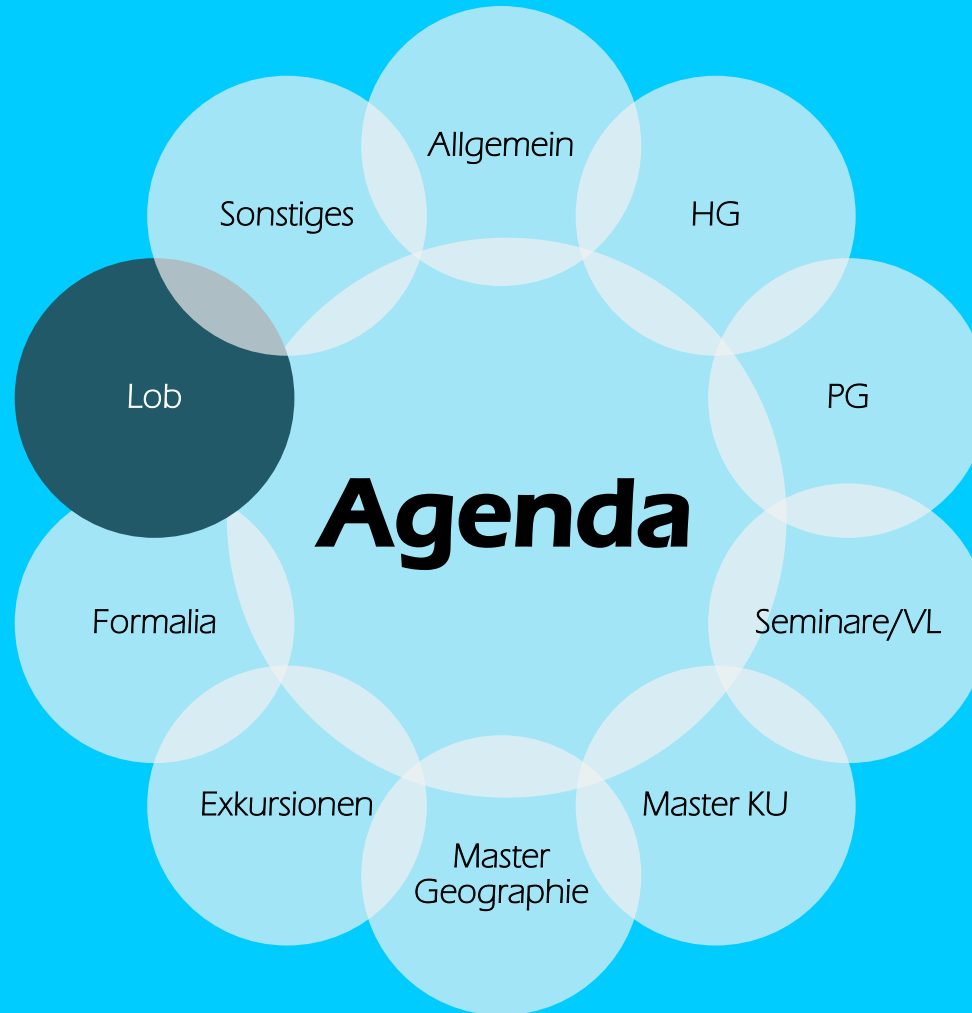 Allgemein
HG
PG
Seminare/VL
Master KU
Master
Geographie
Exkursionen
Formalia
Lob
Sonstiges
Agenda